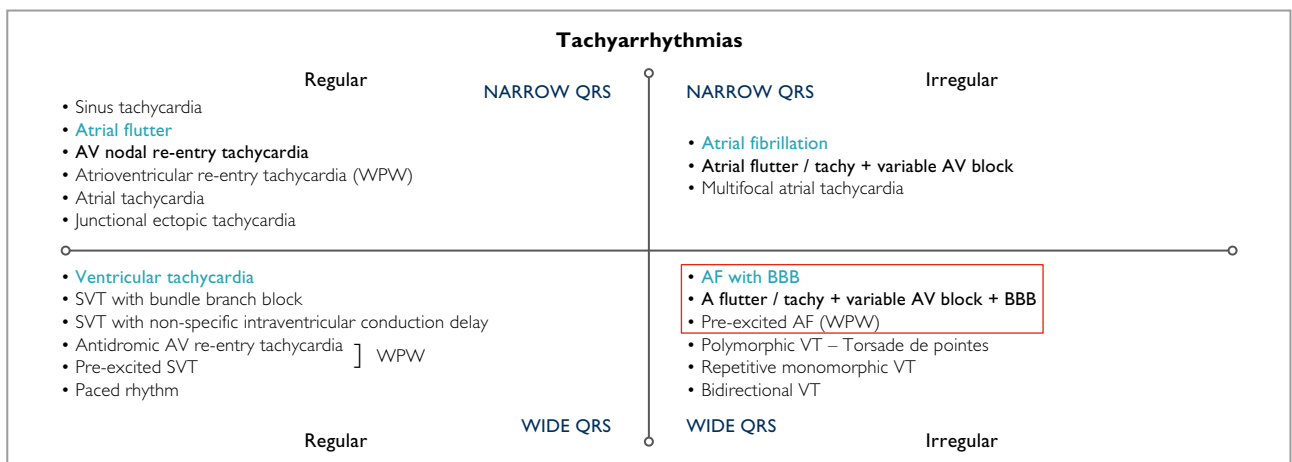 Tachyarrhythmias
Regular
NARROW QRS
• Sinus tachycardia
• Atrial flutter
• AV nodal re-entry tachycardia
• Atrioventricular re-entry tachycardia (WPW)
• Atrial tachycardia
• Junctional ectopic tachycardia
NARROW QRS
Irregular
• Atrial fibrillation
• Atrial flutter / tachy + variable AV block
• Multifocal atrial tachycardia
• Ventricular tachycardia
• SVT with bundle branch block
• SVT with non-specific intraventricular conduction delay
• Antidromic AV re-entry tachycardia
• Pre-excited SVT
] WPW
• Paced rhythm
WIDE QRS
Regular
• AF with BBB
• A flutter / tachy + variable AV block + BBB
• Pre-excited AF (WPW)
• Polymorphic VT – Torsade de pointes
• Repetitive monomorphic VT
• Bidirectional VT
WIDE QRS
Irregular